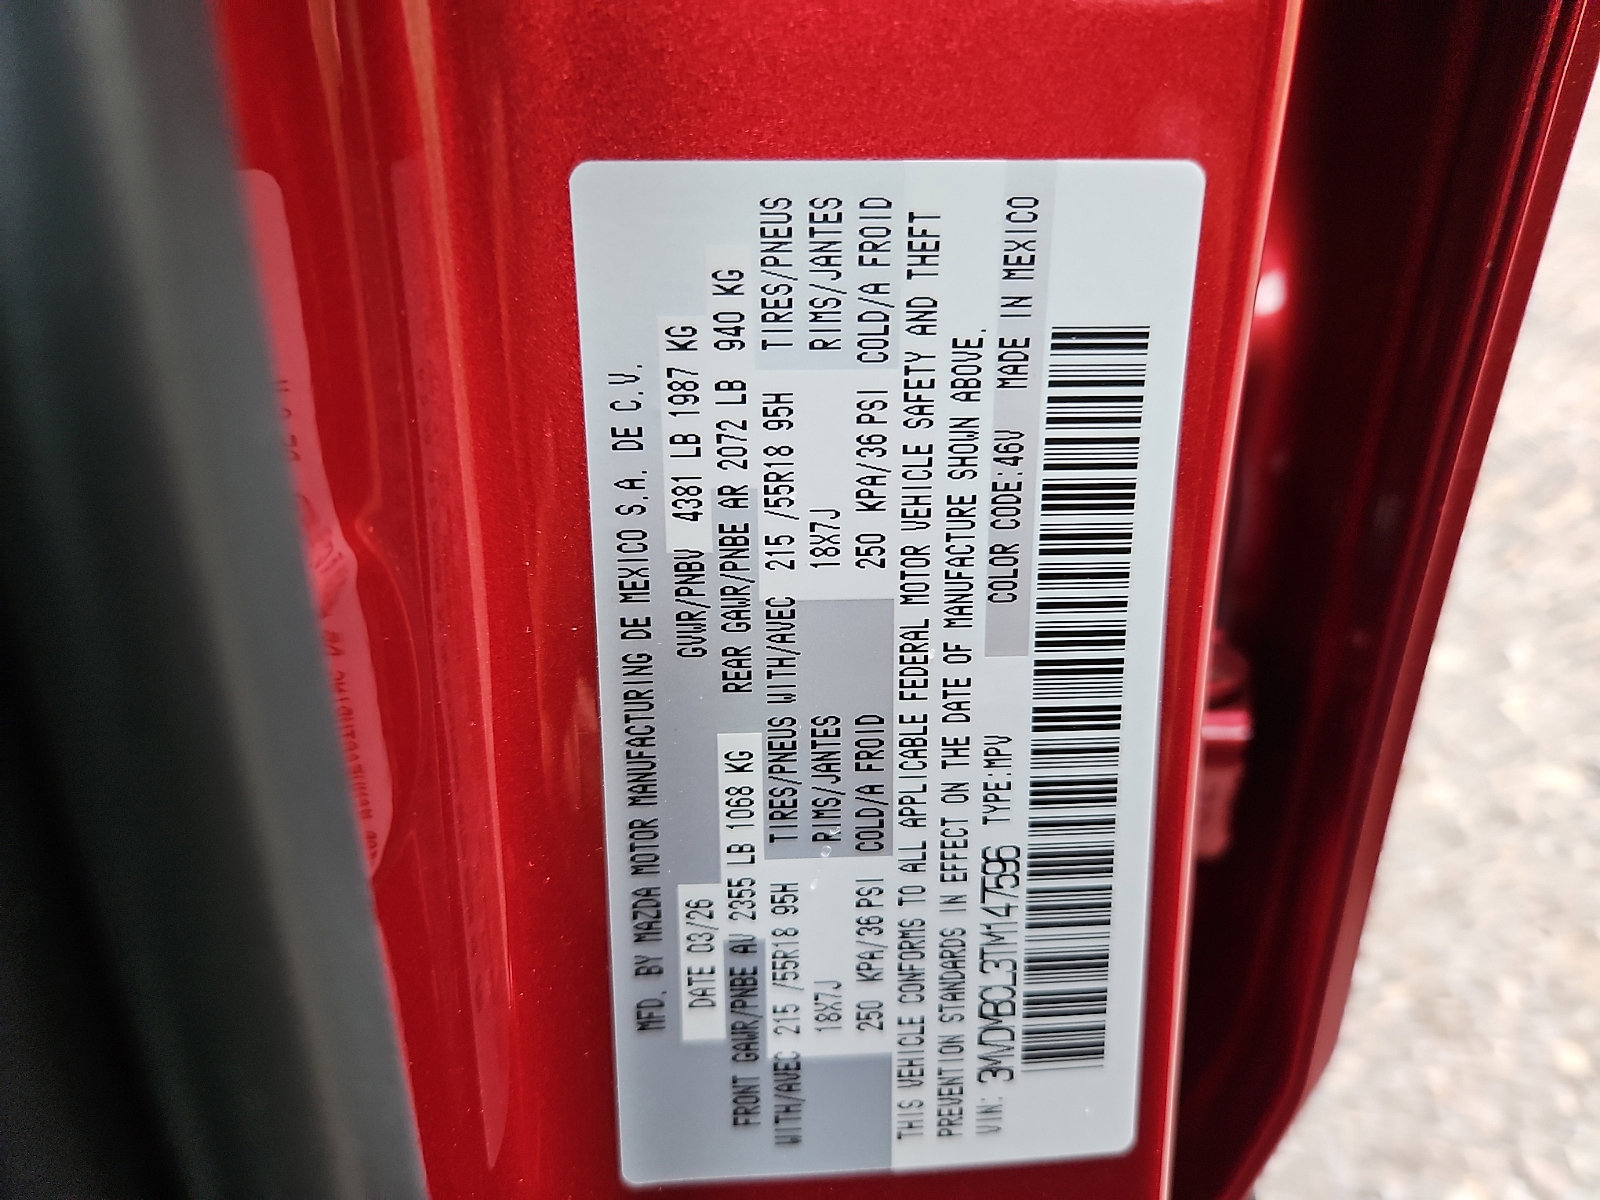 MFD. BY MAZDA MOTOR MANUFACTURING DE MEXICO S.A. DE C.V.
DATE 03/26 GVWR/PNBV 4381 LB 1987 KG
FRONT GAWR/PNBE AV 2355 LB 1068 KG REAR GAWR/PNBE AR 2072 LB 940 KG
WITH/AVEC 215 /55R18 95H TIRES/PNEUS WITH/AVEC 215 /55R18 95H TIRES/PNEUS
18X7J RIMS/JANTES 18X7J RIMS/JANTES
250 KPA/36 PSI COLD/A FROID 250 KPA/36 PSI COLD/A FROID
THIS VEHICLE CONFORMS TO ALL APPLICABLE FEDERAL MOTOR VEHICLE SAFETY AND THEFT
PREVENTION STANDARDS IN EFFECT ON THE DATE OF MANUFACTURE SHOWN ABOVE.
VIN: 3MVDMBCL3TM147596 TYPE:MPV COLOR CODE:46V MADE IN MEXICO